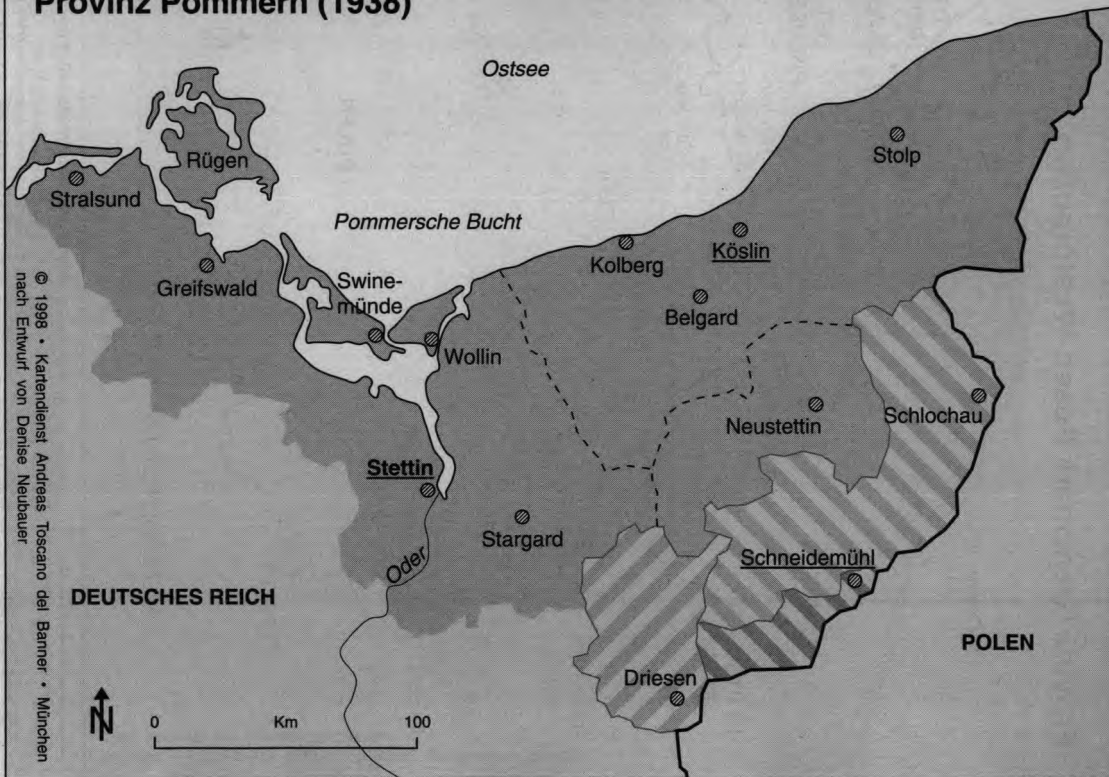 Provinz Pommern (1938)
Ostsee
Rügen
Stralsund
Stolp
Pommersche Bucht
Köslin
Kolberg
Greifswald
Swine-
münde
Belgard
Wollin
Schlochau
Neustettin
Stettin
Stargard
Schneidemühl
Oder
DEUTSCHES REICH
POLEN
Driesen
N
0 Km 100
© 1998 • Kartendienst Andreas Toscano del Banner • München
nach Entwurf von Denise Neubauer